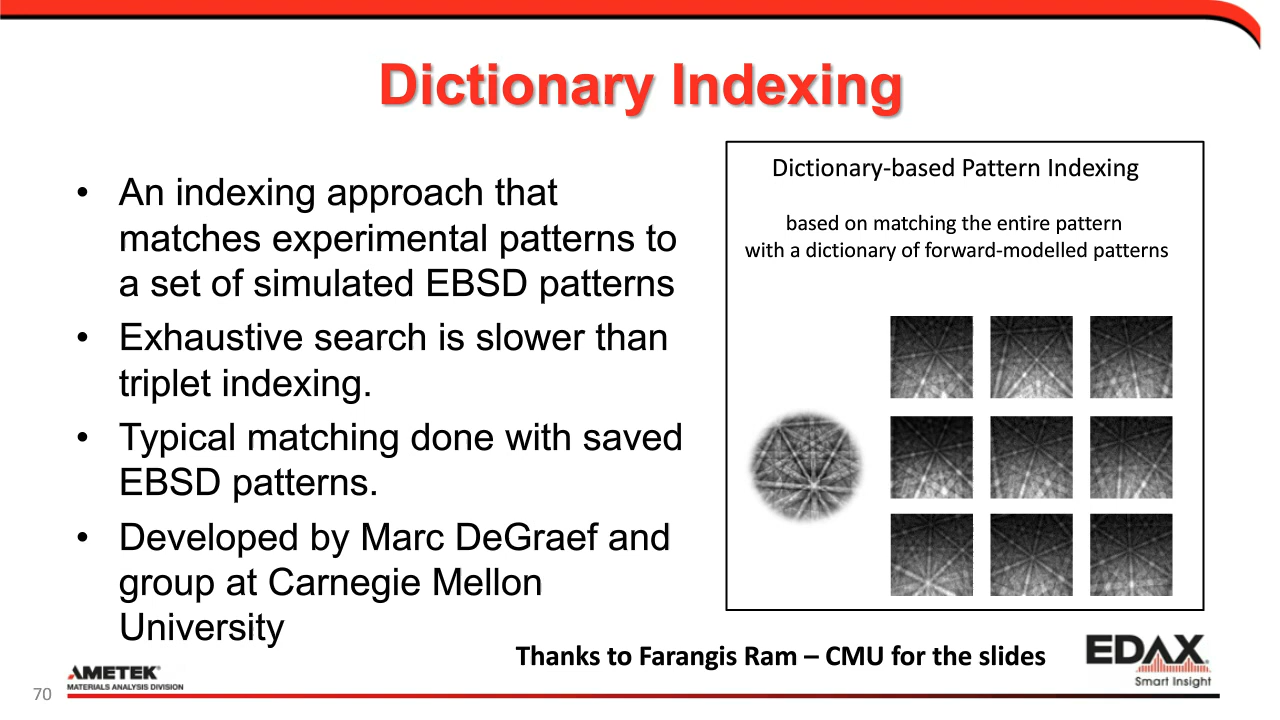 Dictionary Indexing
• An indexing approach that
matches experimental patterns to
a set of simulated EBSD patterns
• Exhaustive search is slower than
triplet indexing.
• Typical matching done with saved
EBSD patterns.
• Developed by Marc DeGraef and
group at Carnegie Mellon
University
Dictionary-based Pattern Indexing
based on matching the entire pattern
with a dictionary of forward-modelled patterns
Thanks to Farangis Ram – CMU for the slides
AMETEK®
MATERIALS ANALYSIS DIVISION
70
EDAX®
Smart Insight